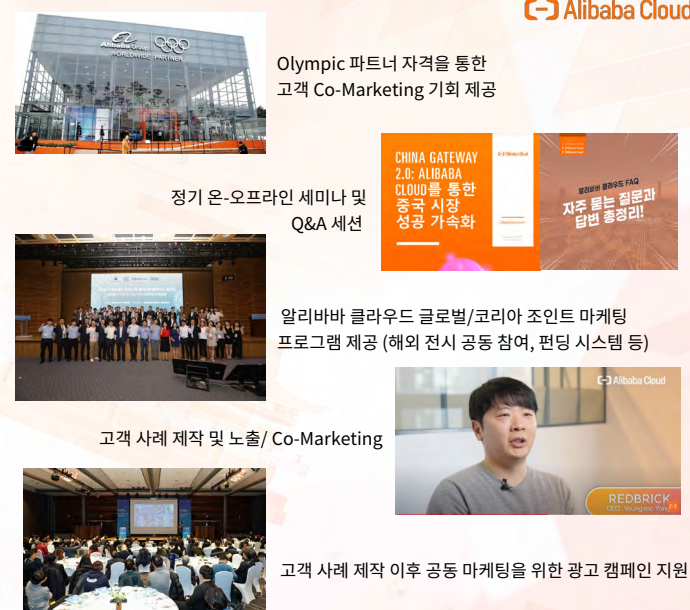 Alibaba Cloud
Alibaba Group
WORLDWIDE PARTNER
Olympic 파트너 자격을 통한
고객 Co-Marketing 기회 제공
CHINA GATEWAY
2.0: ALIBABA
CLOUD를 통한
중국 시장
성공 가속화
Alibaba Cloud
알리바바 클라우드 FAQ
자주 묻는 질문과
답변 총정리!
정기 온-오프라인 세미나 및
Q&A 세션
알리바바 클라우드 글로벌/코리아 조인트 마케팅
프로그램 제공 (해외 전시 공동 참여, 펀딩 시스템 등)
Alibaba Cloud
REDBRICK
고객 사례 제작 및 노출/ Co-Marketing
고객 사례 제작 이후 공동 마케팅을 위한 광고 캠페인 지원